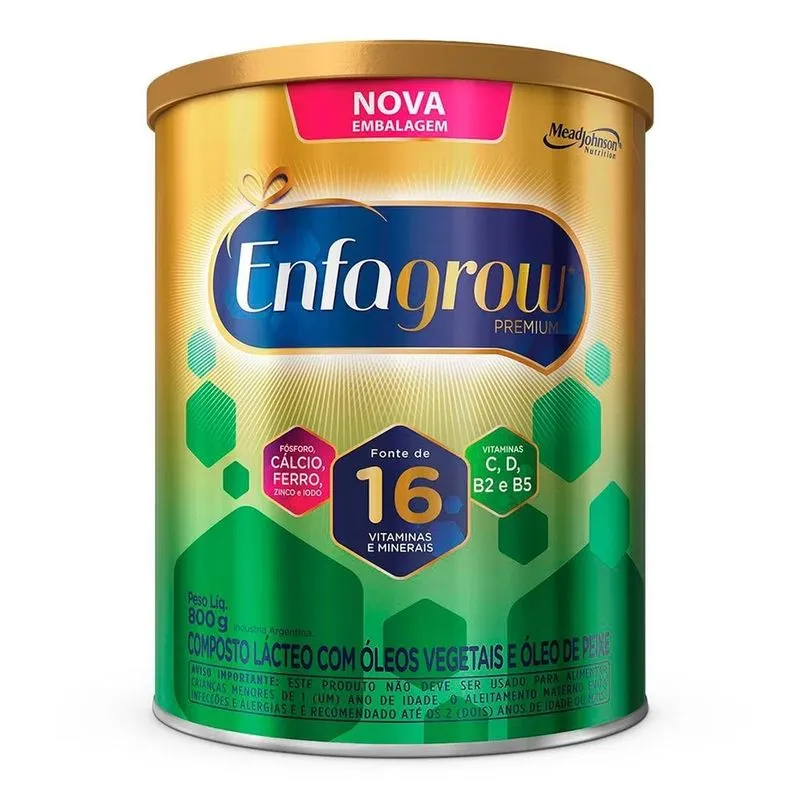 NOVA
EMBALAGEM
MeadJohnson
Nutrition
Enfagrow
PREMIUM
FÓSFORO,
CÁLCIO,
FERRO,
ZINCO e IODO
Fonte de
16
VITAMINAS
E MINERAIS
VITAMINAS
C, D,
B2 e B5
Peso Líq.
800g
Indústria Argentina.
COMPOSTO LÁCTEO COM ÓLEOS VEGETAIS E ÓLEO DE PEIXE
AVISO IMPORTANTE: ESTE PRODUTO NÃO DEVE SER USADO PARA ALIMENTAR
CRIANÇAS MENORES DE 1 (UM) ANO DE IDADE. O ALEITAMENTO MATERNO EVITA
INFECÇÕES E ALERGIAS E É RECOMENDADO ATÉ OS 2 (DOIS) ANOS DE IDADE OU MAIS.